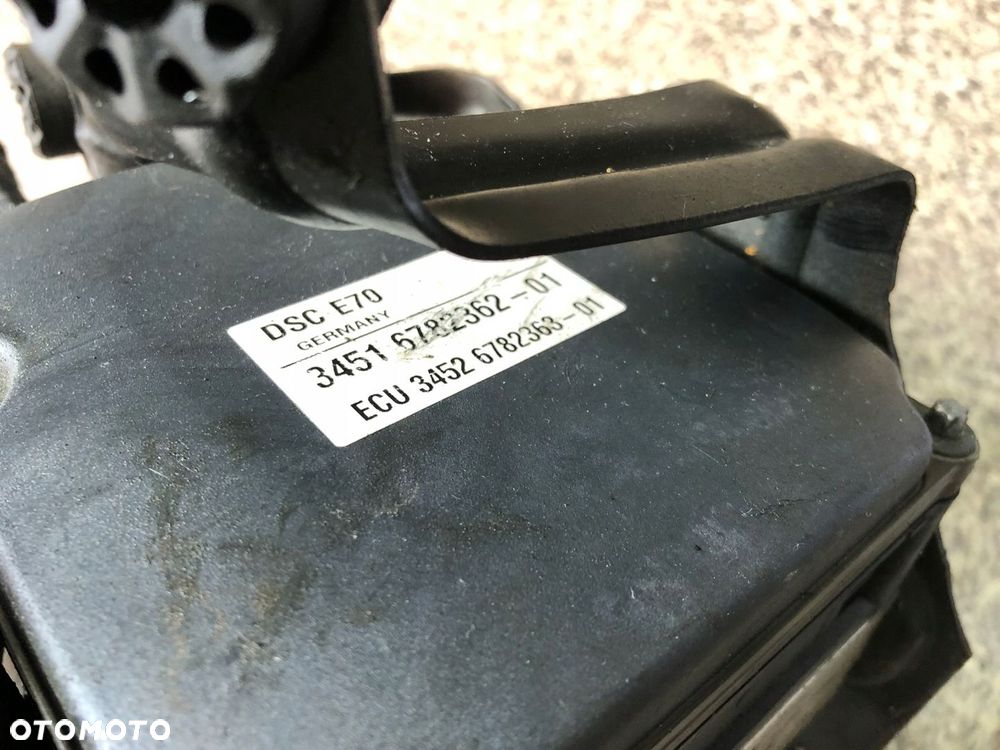 DSC E70
GERMANY
3451 6782362-01
ECU 3452 6782363-01
OTOMOTO